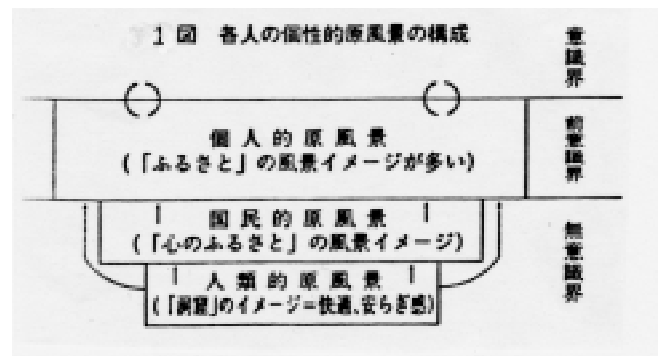 1図 各人の個性的原風景の構成
意識界
個人的原風景
(「ふるさと」の風景イメージが多い)
前意識界
国民的原風景
(「心のふるさと」の風景イメージ)
人類的原風景
(「洞窟」のイメージ=快適、安らぎ感)
無意識界